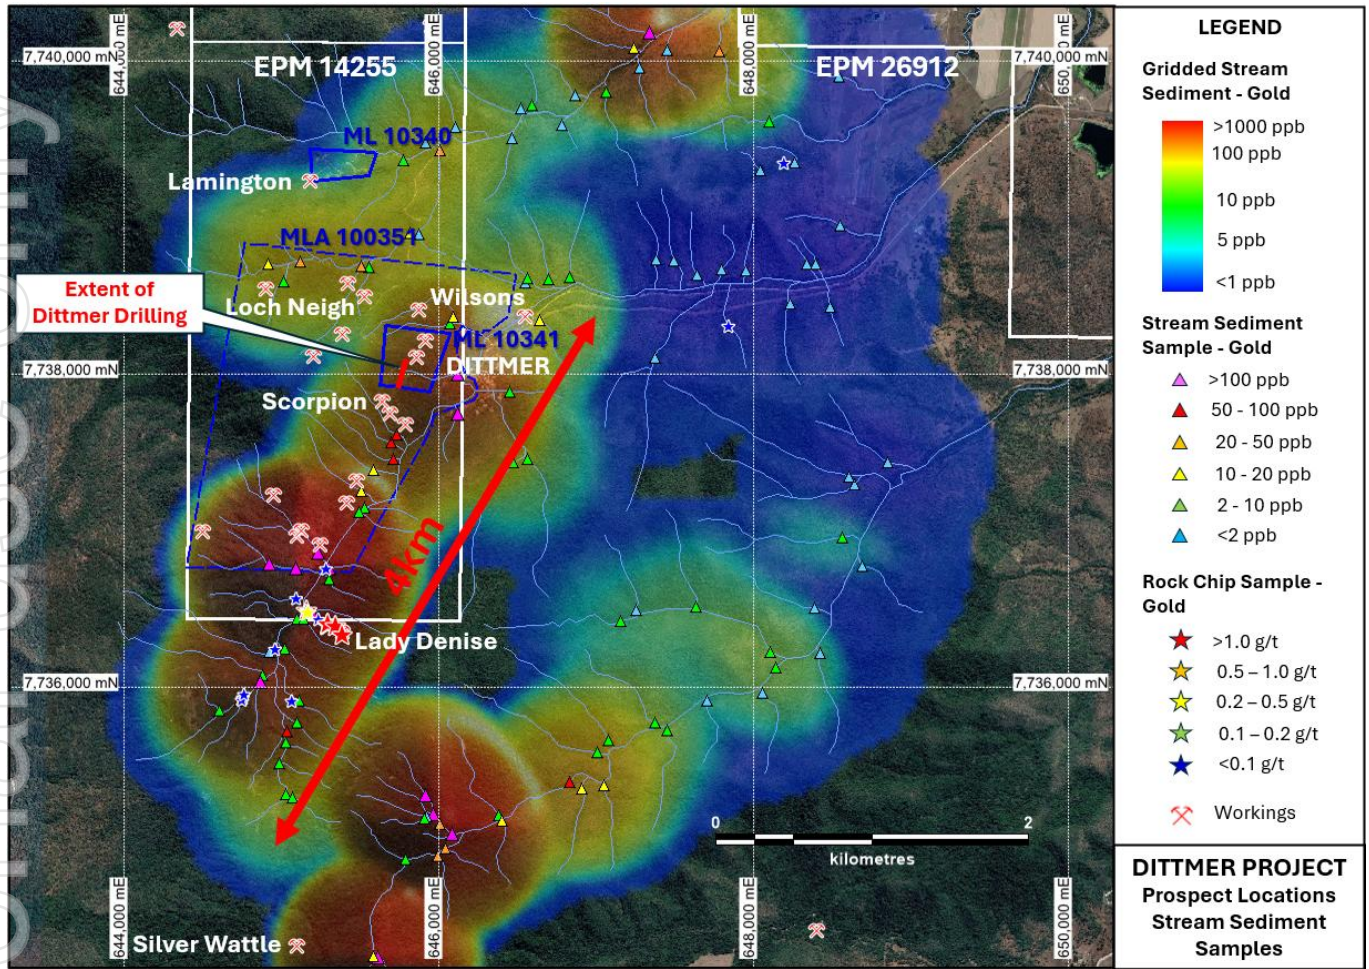 644,000 mE
646,000 mE
648,000 mE
650,
7,740,000 mN
7,740,000 mN
EPM 14255
EPM 26912
ML 10340
Lamington
MLA 100351
Extent of
Dittmer Drilling
Loch Neigh
Wilsons
ML 10341
DITTMER
7,738,000 mN
7,738,000 mN
Scorpion
4km
Lady Denise
7,736,000 mN
7,736,000 mN
0
2
kilometres
Silver Wattle
644,000 mE
646,000 mE
648,000 mE
650,000 mE
LEGEND
Gridded Stream
Sediment - Gold
>1000 ppb
100 ppb
10 ppb
5 ppb
<1 ppb
Stream Sediment
Sample - Gold
>100 ppb
50 - 100 ppb
20 - 50 ppb
10 - 20 ppb
2 - 10 ppb
<2 ppb
Rock Chip Sample -
Gold
>1.0 g/t
0.5 – 1.0 g/t
0.2 – 0.5 g/t
0.1 – 0.2 g/t
<0.1 g/t
Workings
DITTMER PROJECT
Prospect Locations
Stream Sediment
Samples